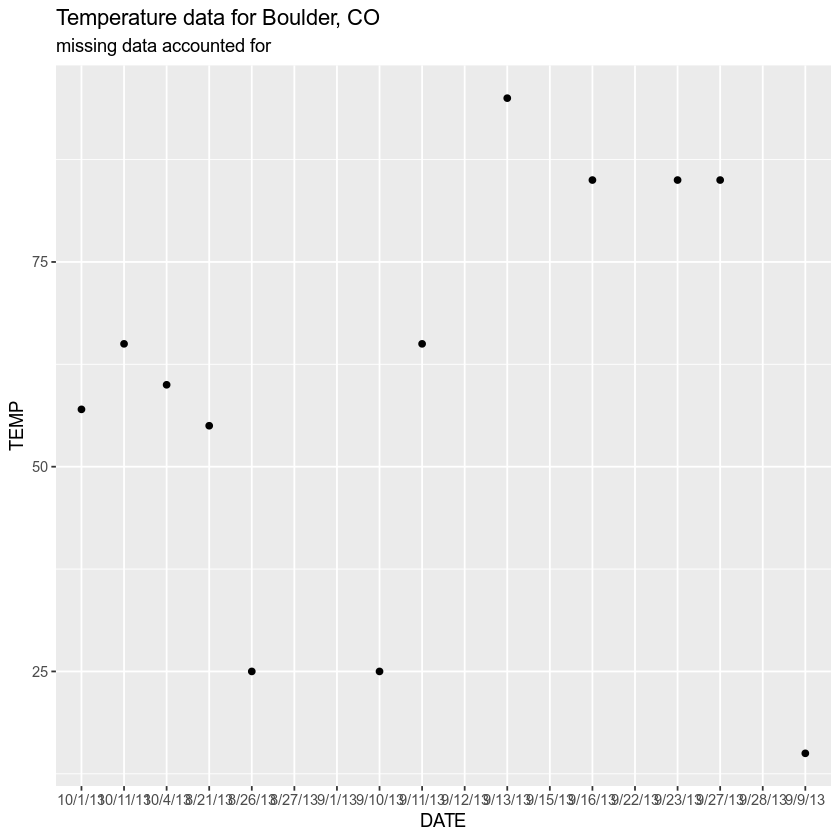 Temperature data for Boulder, CO
missing data accounted for
TEMP
75
50
25
10/1/13 10/11/13 10/4/13 8/21/13 8/26/13 8/27/13 9/1/13 9/10/13 9/11/13 9/12/13 9/13/13 9/15/13 9/16/13 9/22/13 9/23/13 9/27/13 9/28/13 9/9/13
DATE